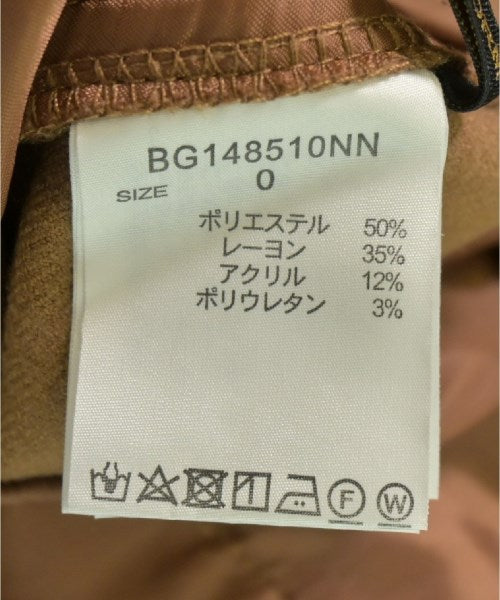 BG148510NN
SIZE 0
ポリエステル 50%
レーヨン 35%
アクリル 12%
ポリウレタン 3%
F W